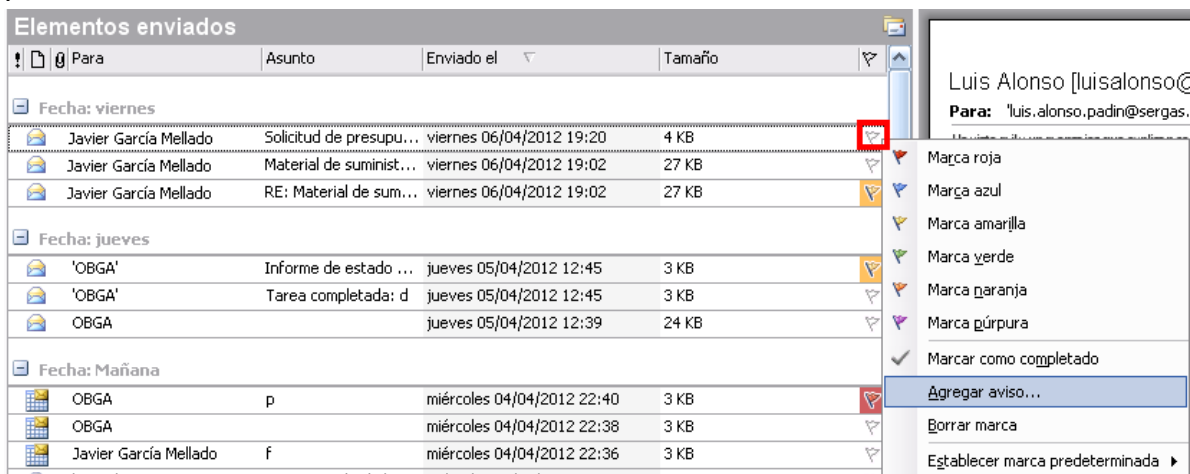 Elementos enviados
! Para Asunto Enviado el Tamaño
Fecha: viernes
Javier García Mellado Solicitud de presupu... viernes 06/04/2012 19:20 4 KB
Javier García Mellado Material de suminist... viernes 06/04/2012 19:02 27 KB
Javier García Mellado RE: Material de sum... viernes 06/04/2012 19:02 27 KB
Fecha: jueves
'OBGA' Informe de estado ... jueves 05/04/2012 12:45 3 KB
'OBGA' Tarea completada: d jueves 05/04/2012 12:45 3 KB
OBGA jueves 05/04/2012 12:39 24 KB
Fecha: Mañana
OBGA p miércoles 04/04/2012 22:40 3 KB
OBGA miércoles 04/04/2012 22:38 3 KB
Javier García Mellado f miércoles 04/04/2012 22:36 3 KB
Luis Alonso [luisalonso@
Para: 'luis.alonso.padin@sergas.
Marca roja
Marca azul
Marca amarilla
Marca verde
Marca naranja
Marca púrpura
Marcar como completado
Agregar aviso...
Borrar marca
Establecer marca predeterminada